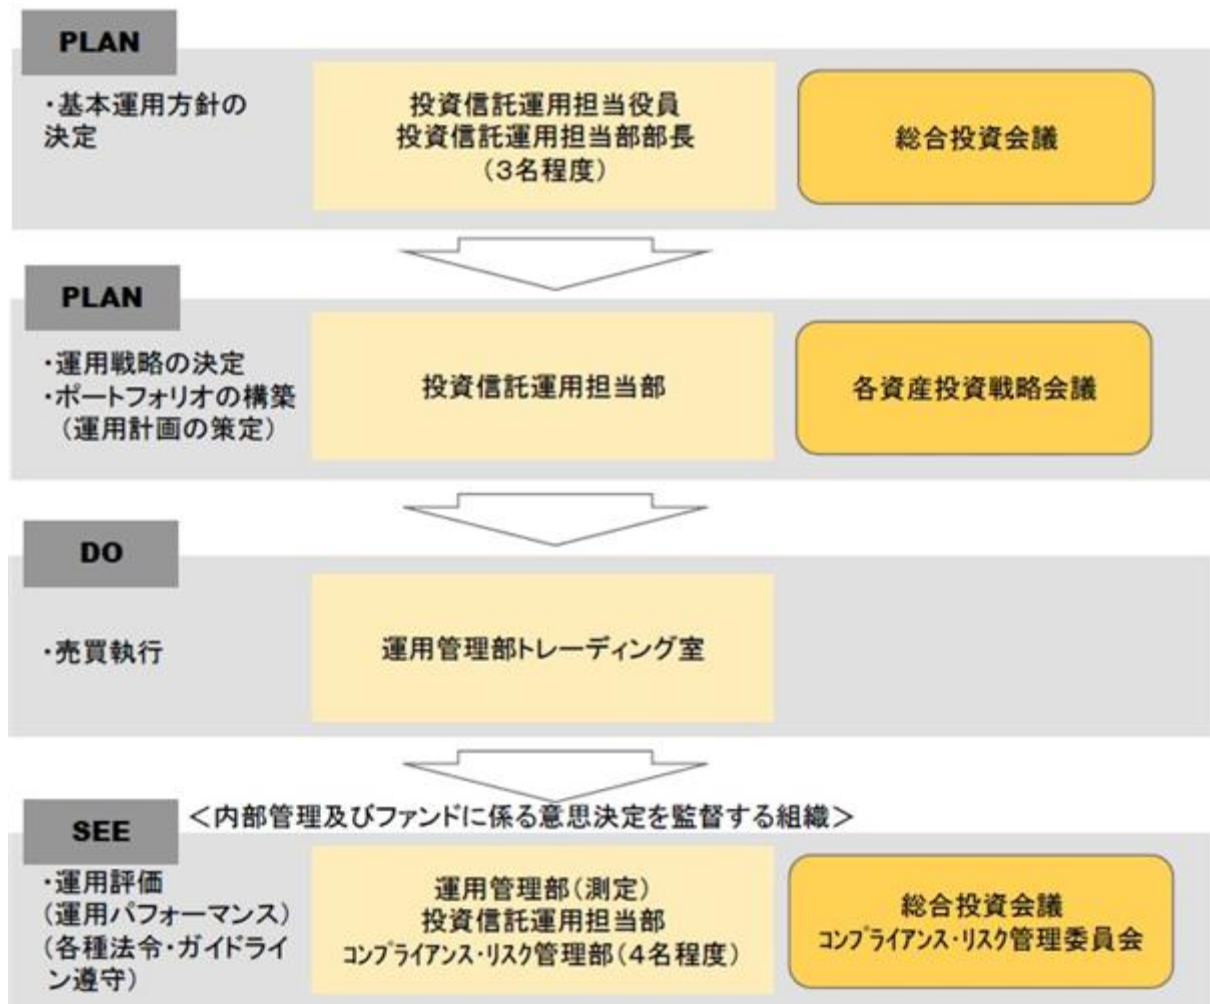 PLAN
・基本運用方針の
決定
投資信託運用担当役員
投資信託運用担当部部長
（３名程度）
総合投資会議
PLAN
・運用戦略の決定
・ポートフォリオの構築
（運用計画の策定）
投資信託運用担当部
各資産投資戦略会議
DO
・売買執行
運用管理部トレーディング室
SEE
＜内部管理及びファンドに係る意思決定を監督する組織＞
・運用評価
（運用パフォーマンス）
（各種法令・ガイドライ
ン遵守）
運用管理部（測定）
投資信託運用担当部
ｺﾝﾌﾟﾗｲｱﾝｽ・ﾘｽｸ管理部（４名程度）
総合投資会議
ｺﾝﾌﾟﾗｲｱﾝｽ・ﾘｽｸ管理委員会